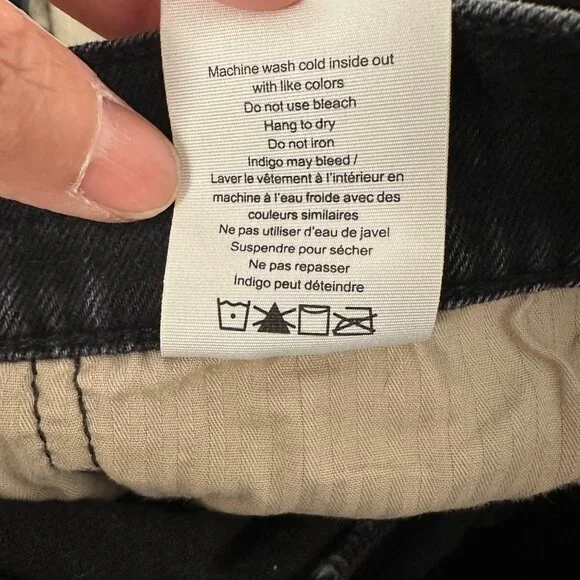 Machine wash cold inside out
with like colors
Do not use bleach
Hang to dry
Do not iron
Indigo may bleed /
Laver le vêtement à l'intérieur en
machine à l'eau froide avec des
couleurs similaires
Ne pas utiliser d'eau de javel
Suspendre pour sécher
Ne pas repasser
Indigo peut déteindre